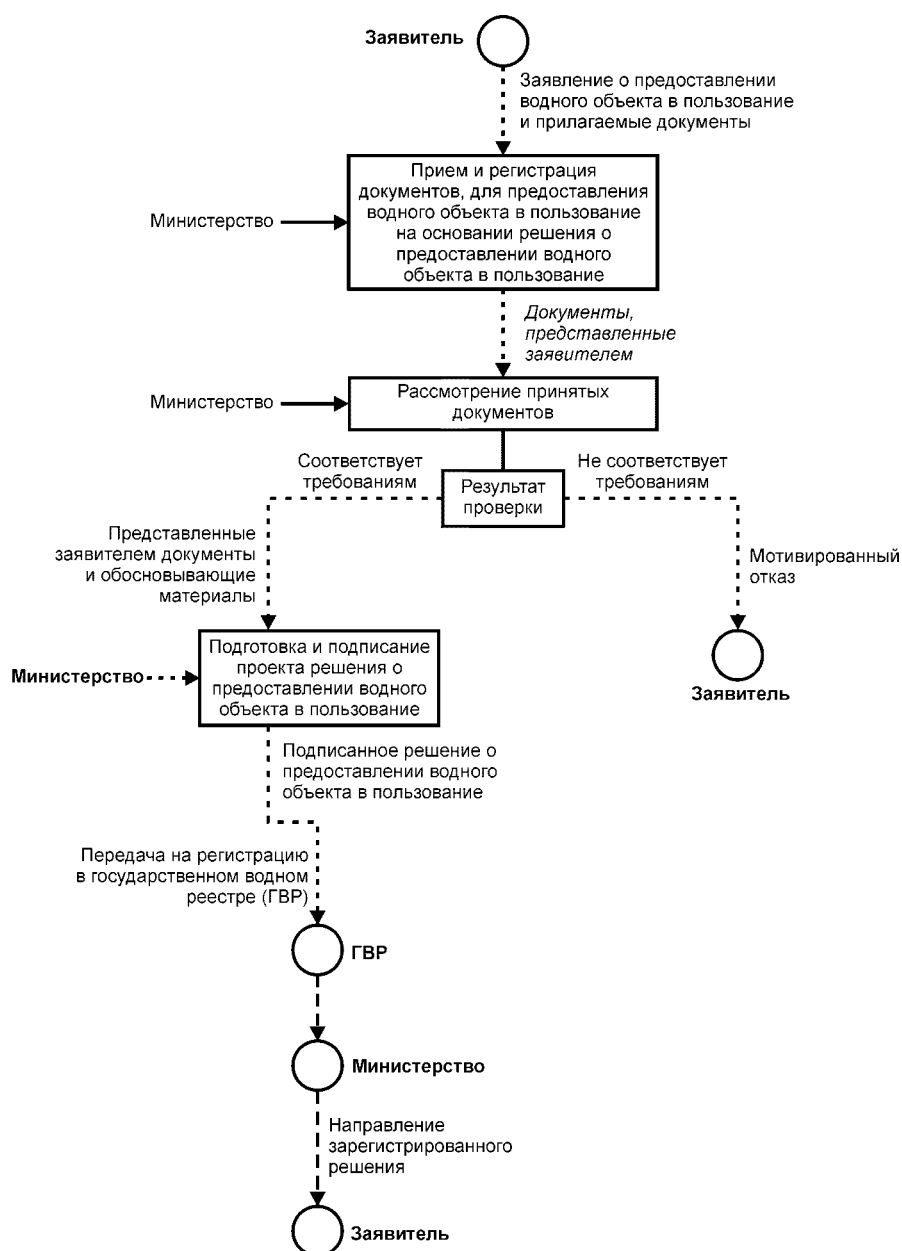 Заявитель
Заявление о предоставлении
водного объекта в пользование
и прилагаемые документы
Прием и регистрация
документов, для предоставления
водного объекта в пользование
на основании решения о
предоставлении водного
объекта в пользование
Министерство
Документы,
представленные
заявителем
Министерство
Рассмотрение принятых
документов
Соответствует
требованиям
Результат
проверки
Не соответствует
требованиям
Представленные
заявителем документы
и обосновывающие
материалы
Мотивированный
отказ
Заявитель
Министерство
Подготовка и подписание
проекта решения о
предоставлении водного
объекта в пользование
Подписанное решение о
предоставлении водного
объекта в пользование
Передача на регистрацию
в государственном водном
реестре (ГВР)
ГВР
Министерство
Направление
зарегистрированного
решения
Заявитель